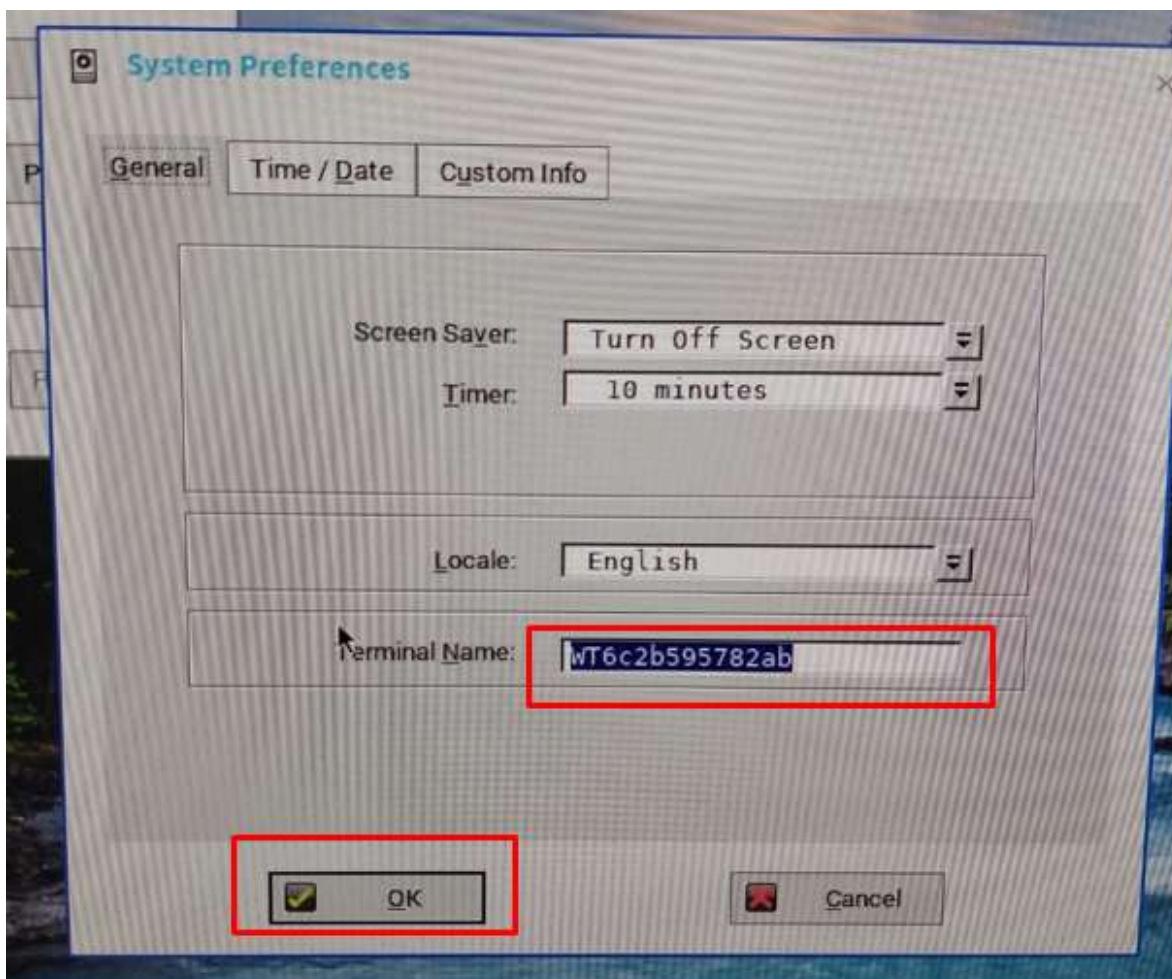 System Preferences
General Time / Date Custom Info
P
Screen Saver: Turn Off Screen
Timer: 10 minutes
F
Locale: English
Terminal Name: WT6c2b595782ab
OK Cancel